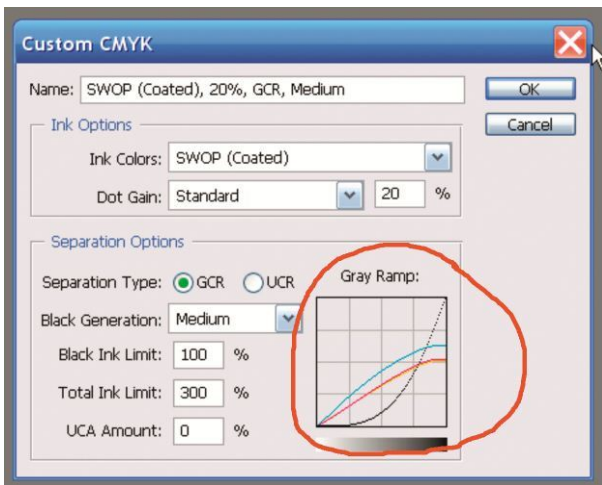 Custom CMYK
Name: SWOP (Coated), 20%, GCR, Medium
OK
Cancel
Ink Options
Ink Colors: SWOP (Coated)
Dot Gain: Standard 20 %
Separation Options
Separation Type: GCR UCR
Gray Ramp:
Black Generation: Medium
Black Ink Limit: 100 %
Total Ink Limit: 300 %
UCA Amount: 0 %